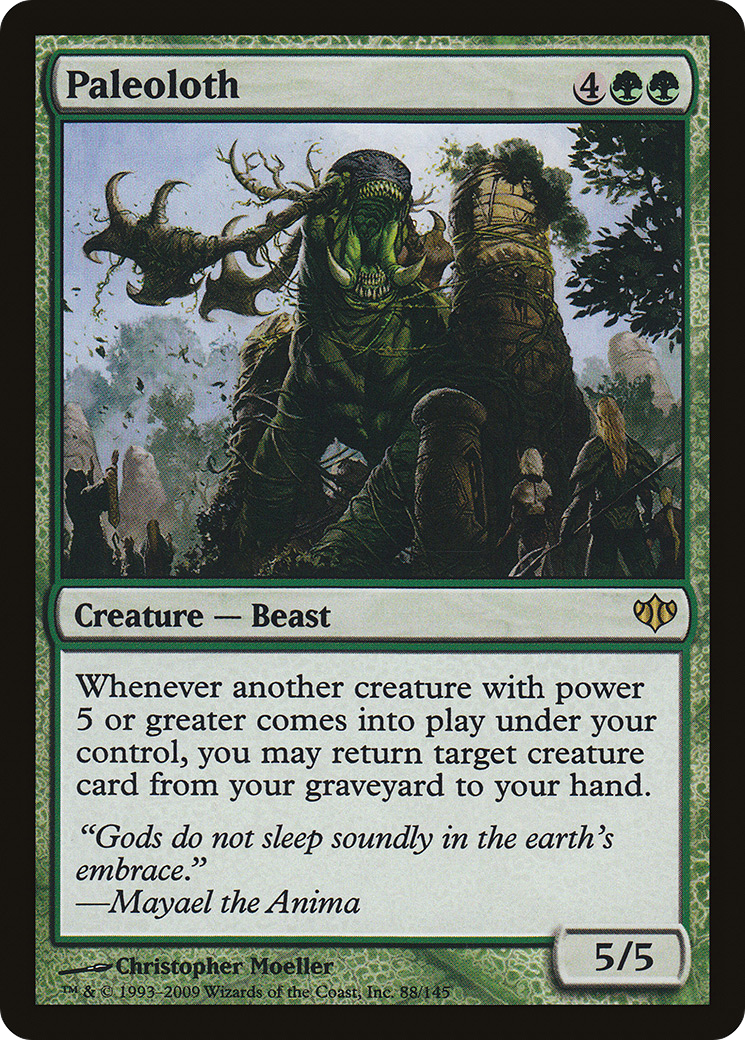 Paleoloth 4
Creature — Beast
Whenever another creature with power
5 or greater comes into play under your
control, you may return target creature
card from your graveyard to your hand.
“Gods do not sleep soundly in the earth’s
embrace.”
—Mayael the Anima
5/5
Christopher Moeller
™ & © 1993–2009 Wizards of the Coast, Inc. 88/145